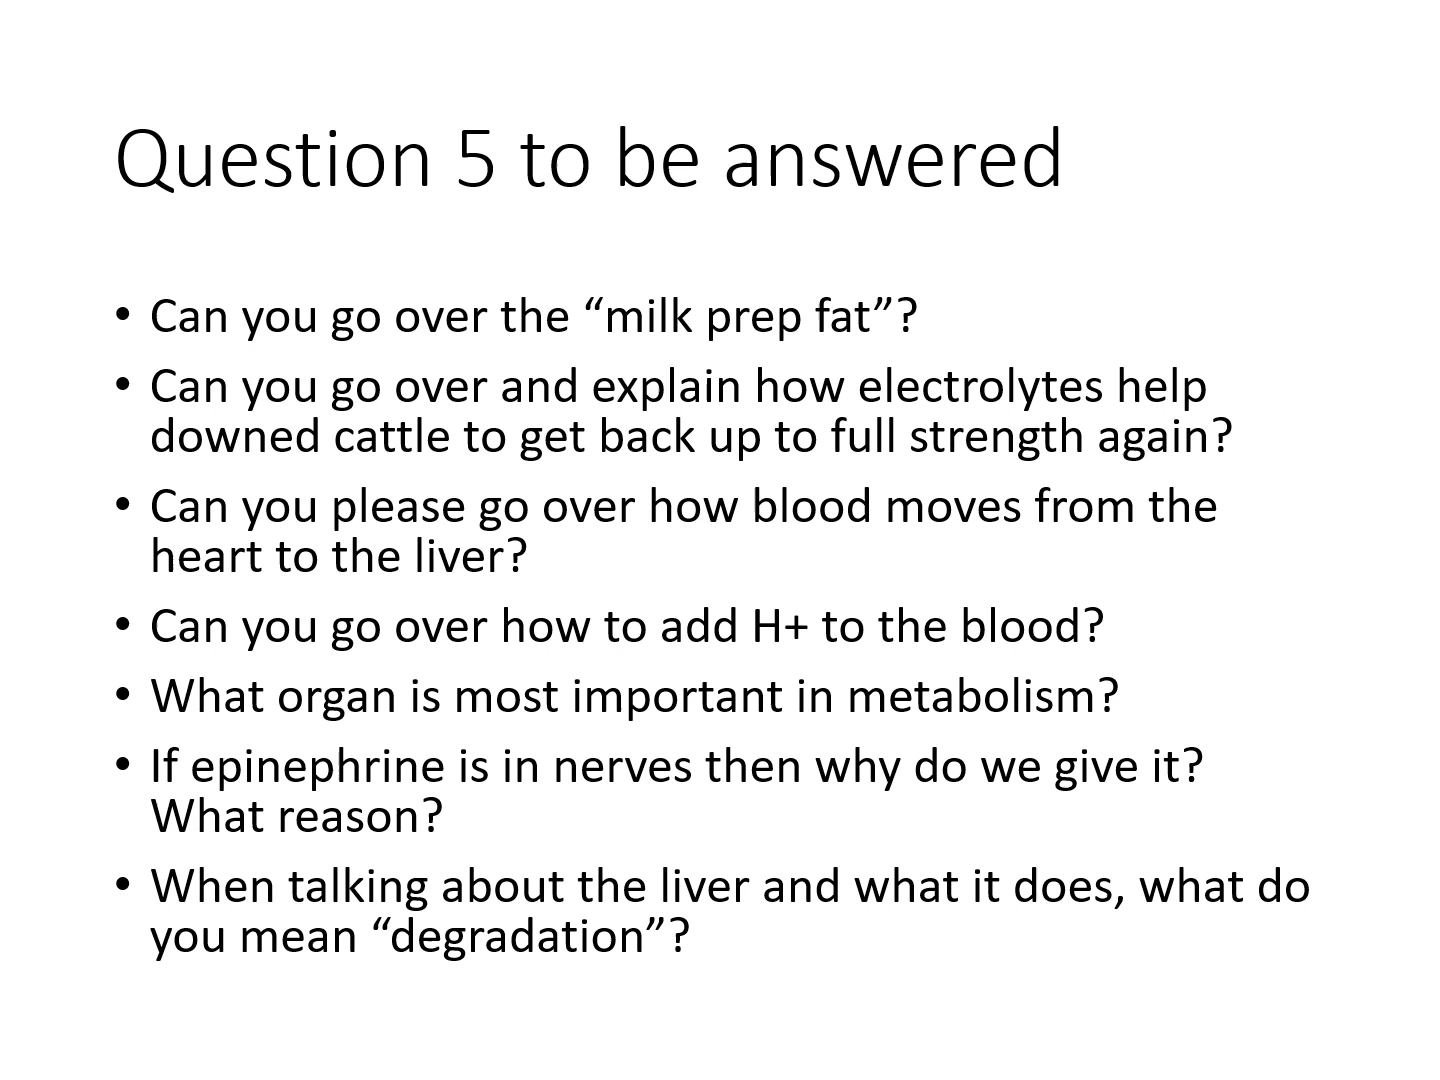 Question 5 to be answered
• Can you go over the “milk prep fat”?
• Can you go over and explain how electrolytes help
downed cattle to get back up to full strength again?
• Can you please go over how blood moves from the
heart to the liver?
• Can you go over how to add H+ to the blood?
• What organ is most important in metabolism?
• If epinephrine is in nerves then why do we give it?
What reason?
• When talking about the liver and what it does, what do
you mean “degradation”?